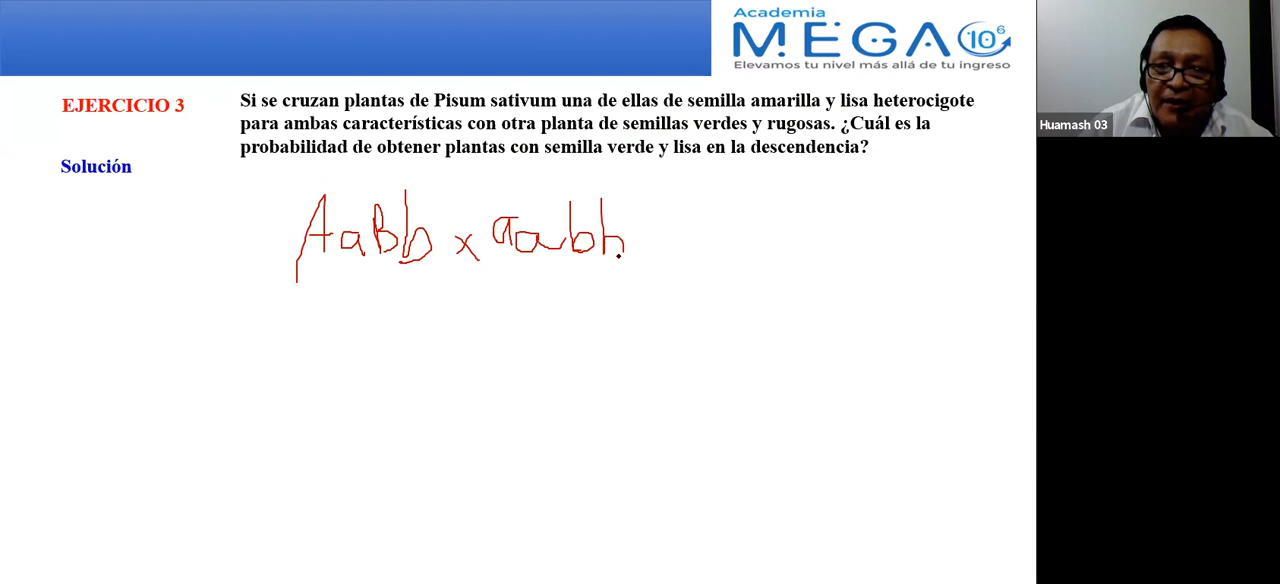 Academia
MEGA 10⁶
Elevamos tu nivel más allá de tu ingreso
Huamash 03
EJERCICIO 3
Si se cruzan plantas de Pisum sativum una de ellas de semilla amarilla y lisa heterocigote
para ambas características con otra planta de semillas verdes y rugosas. ¿Cuál es la
probabilidad de obtener plantas con semilla verde y lisa en la descendencia?
Solución
AaBb x aabb